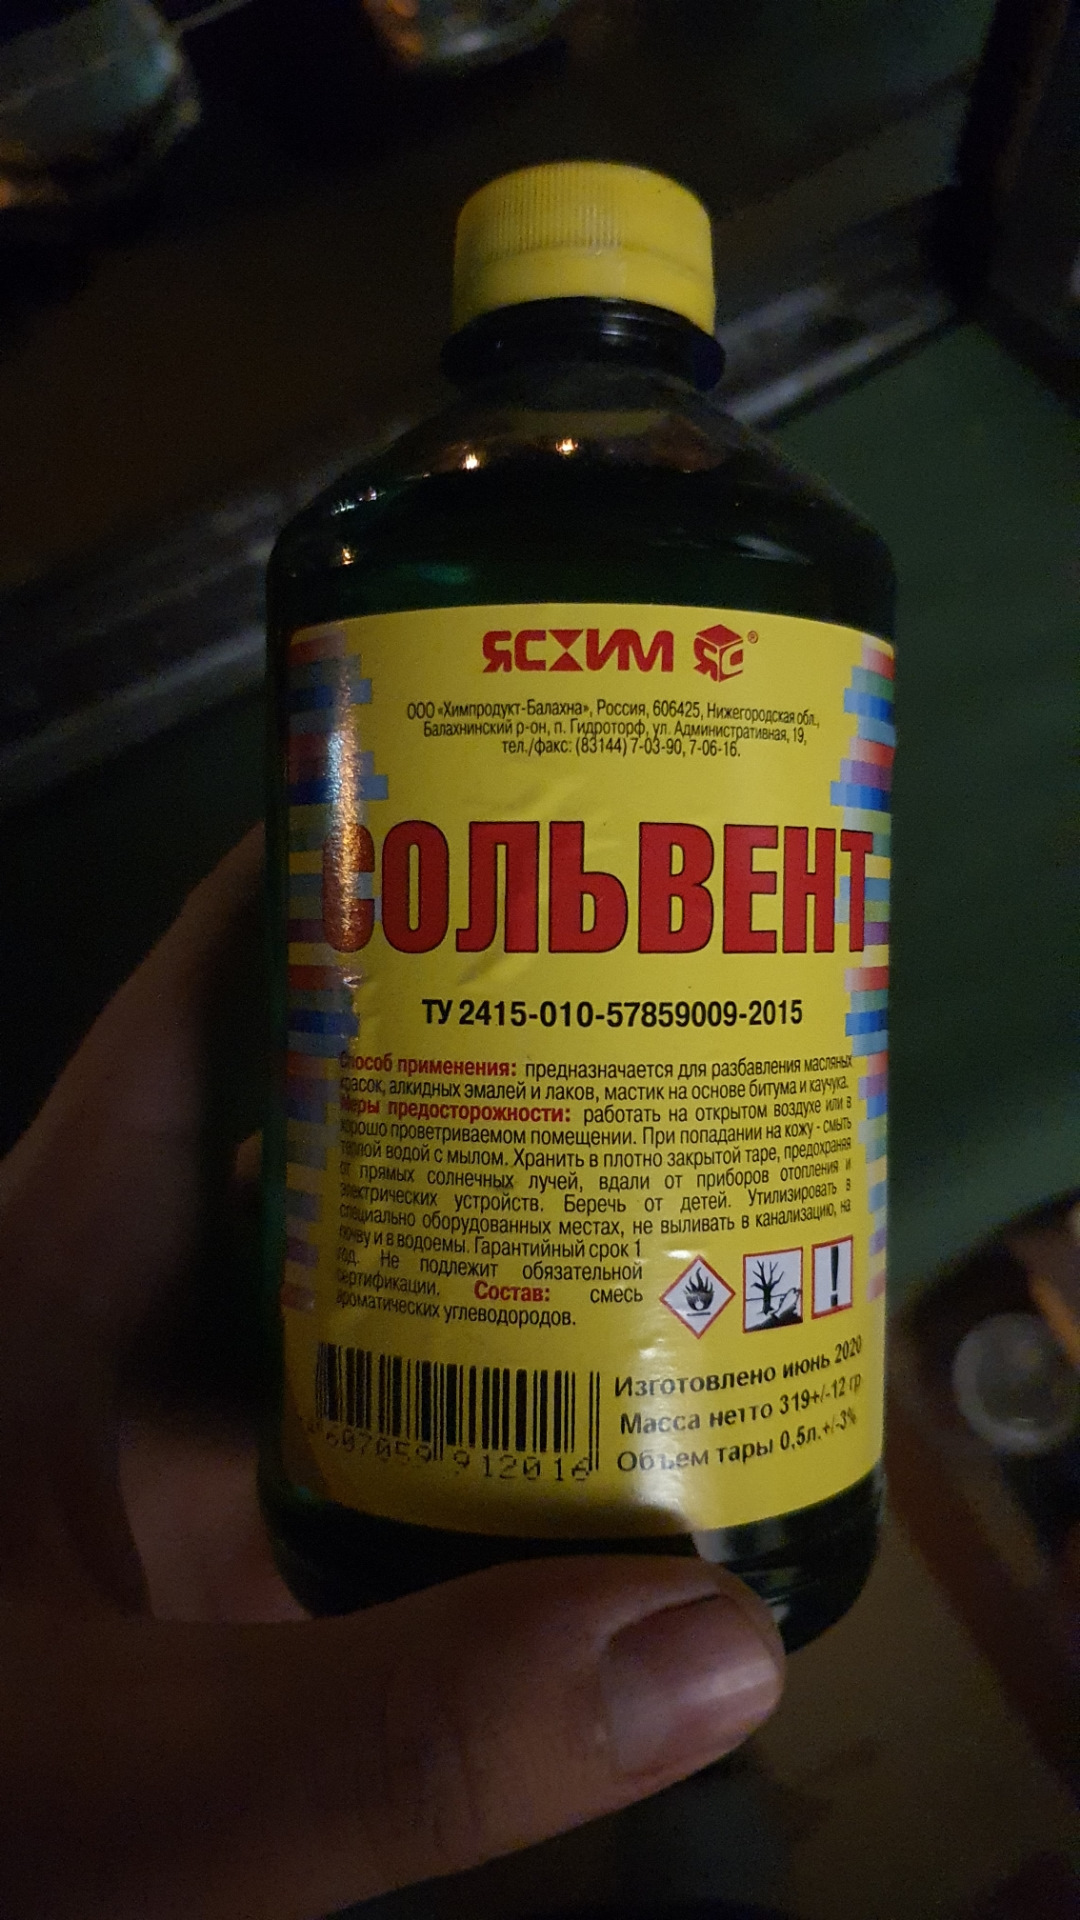 ЯСХИМ ЯС®
ООО «Химпродукт-Балахна», Россия, 606425, Нижегородская обл.,
Балахнинский р-он, п. Гидроторф, ул. Административная, 19,
тел./факс: (83144) 7-03-90, 7-06-16.
СОЛЬВЕНТ
ТУ 2415-010-57859009-2015
Способ применения: предназначается для разбавления масляных
красок, алкидных эмалей и лаков, мастик на основе битума и каучука.
Меры предосторожности: работать на открытом воздухе или в
хорошо проветриваемом помещении. При попадании на кожу - смыть
теплой водой с мылом. Хранить в плотно закрытой таре, предохраняя
от прямых солнечных лучей, вдали от приборов отопления и
электрических устройств. Беречь от детей. Утилизировать в
специально оборудованных местах, не выливать в канализацию, на
почву и в водоемы. Гарантийный срок 1
год. Не подлежит обязательной
сертификации. Состав: смесь
ароматических углеводородов.
Изготовлено июнь 2020
Масса нетто 319+/-12 гр
Объем тары 0,5л.+/-3%
607059 912016